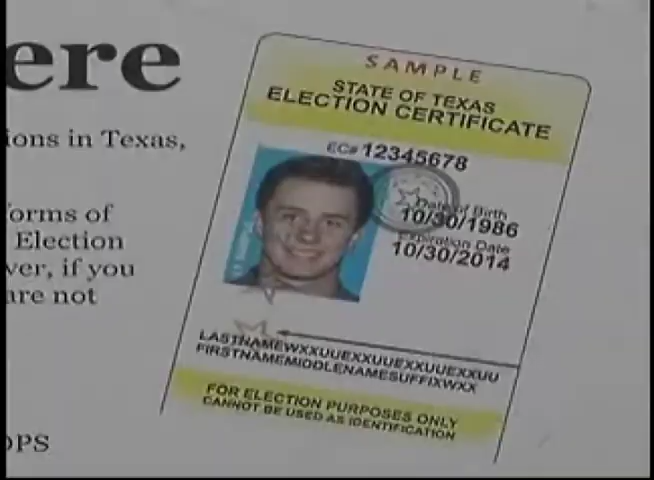 ere
ions in Texas,
orms of
Election
ver, if you
are not
OPS
SAMPLE
STATE OF TEXAS
ELECTION CERTIFICATE
EC# 12345678
Date of Birth
10/30/1986
Expiration Date
10/30/2014
LASTNAMEWXXUUEXXUUEXXUUEXXUU
FIRSTNAMEMIDDLENAMESUFFIXWXX
FOR ELECTION PURPOSES ONLY
CANNOT BE USED AS IDENTIFICATION